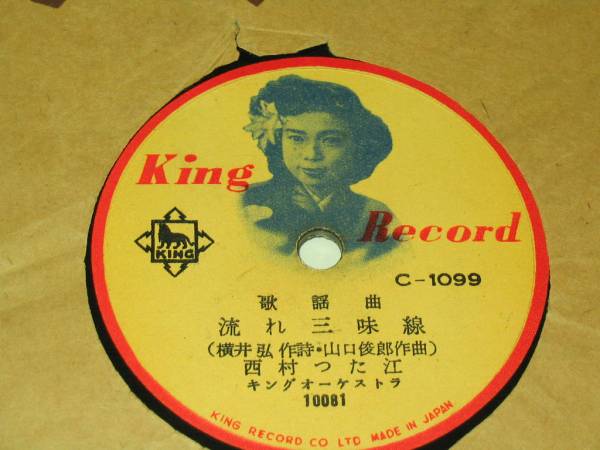 King
Record
KING
C-1099
歌謡曲
流れ三味線
(横井弘作詩・山口俊郎作曲)
西村つた江
キングオーケストラ
10081
KING RECORD CO LTD MADE IN JAPAN